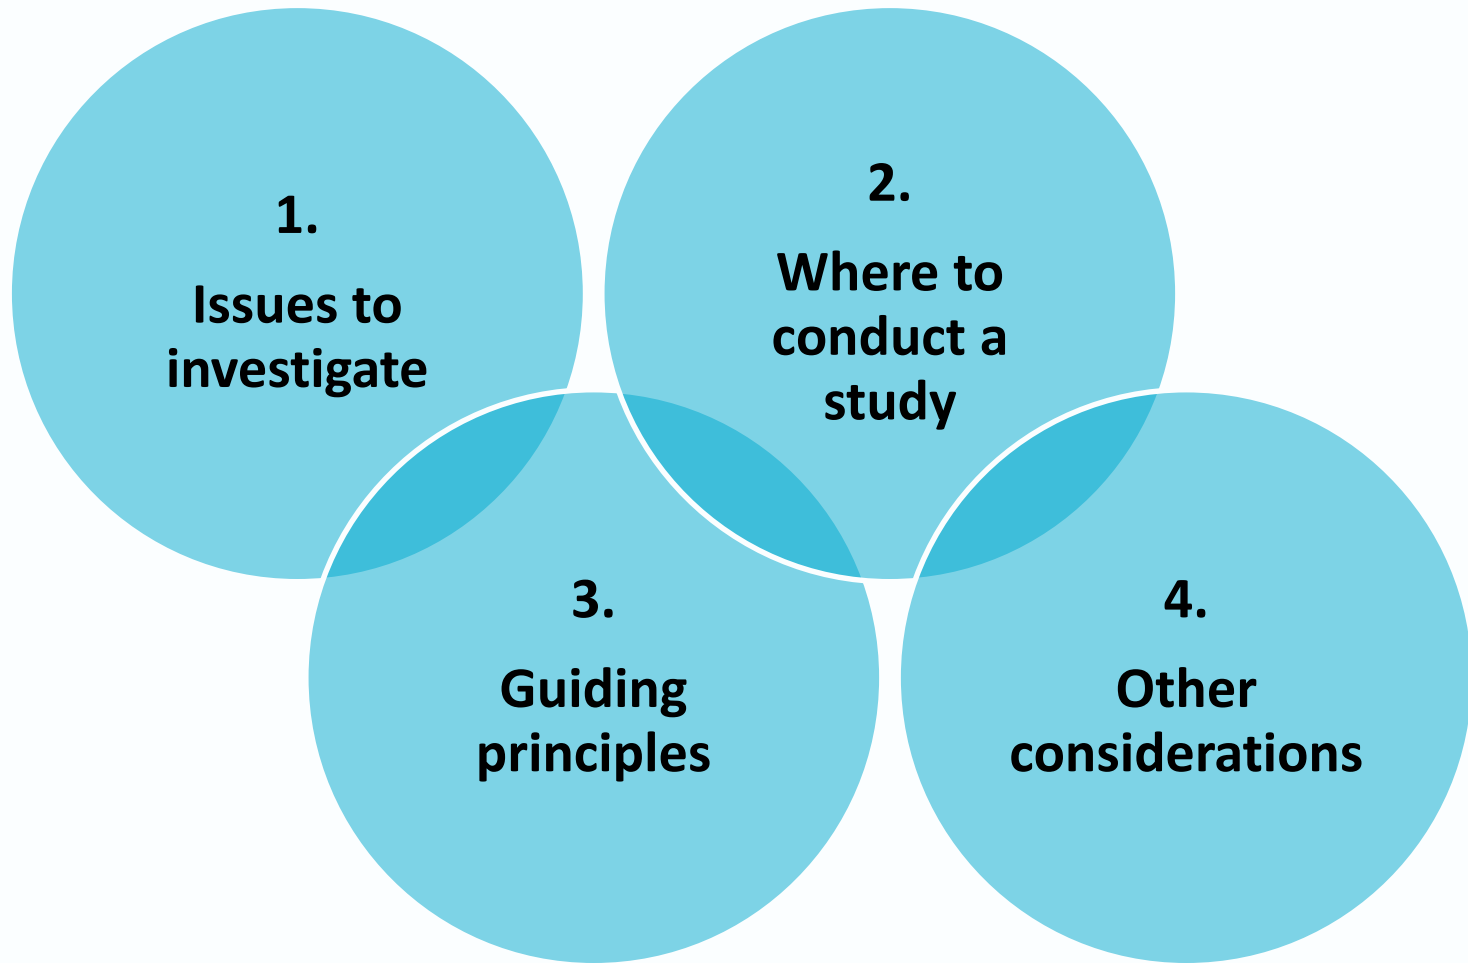 1.
Issues to
investigate
2.
Where to
conduct a
study
3.
Guiding
principles
4.
Other
considerations